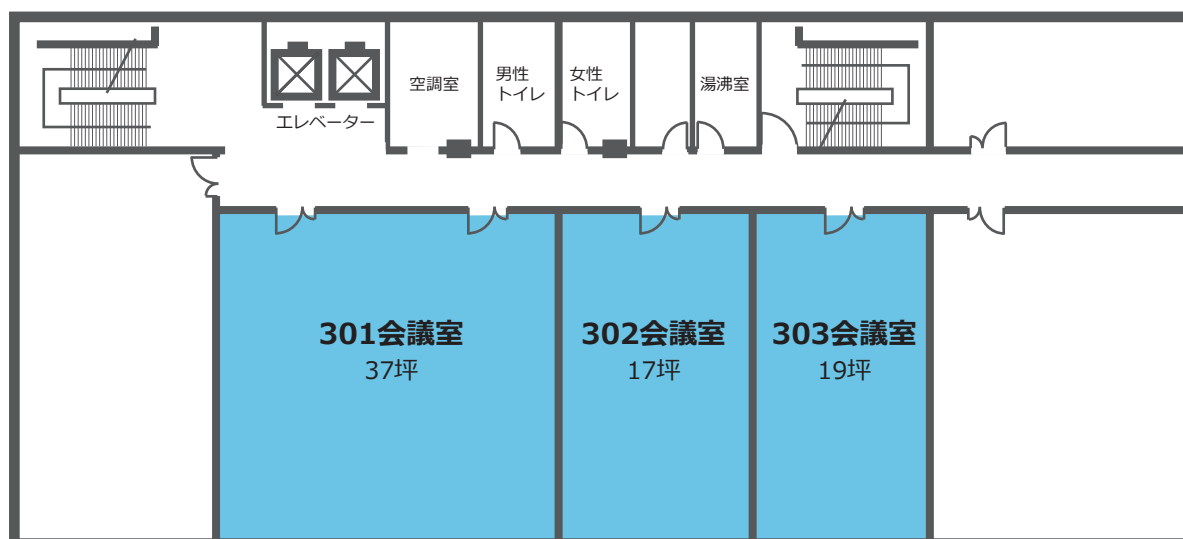 エレベーター
空調室
男性
トイレ
女性
トイレ
湯沸室
301会議室
37坪
302会議室
17坪
303会議室
19坪